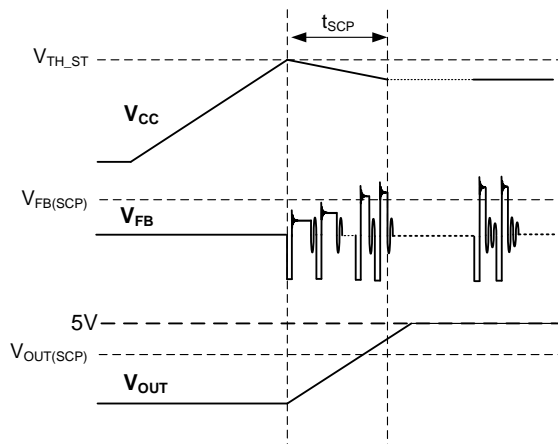 tSCP
VTH_ST
VCC
VFB(SCP)
VFB
5V
VOUT(SCP)
VOUT